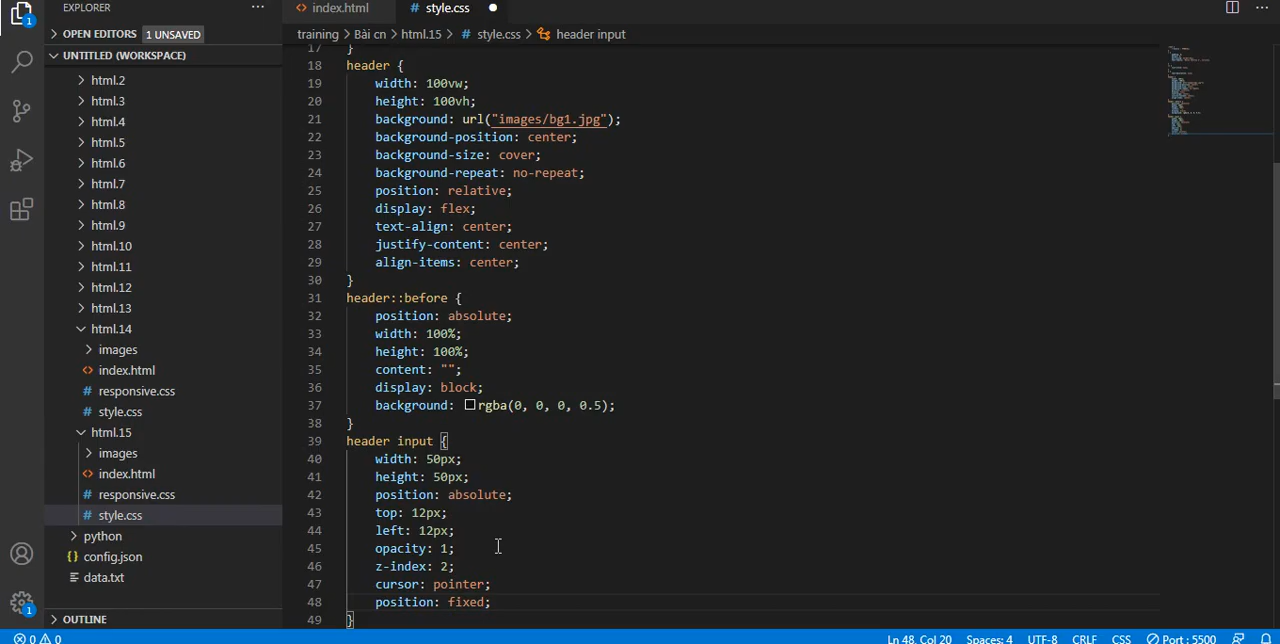 EXPLORER
OPEN EDITORS 1 UNSAVED
UNTITLED (WORKSPACE)
html.2
html.3
html.4
html.5
html.6
html.7
html.8
html.9
html.10
html.11
html.12
html.13
html.14
images
index.html
responsive.css
style.css
html.15
images
index.html
responsive.css
style.css
python
config.json
data.txt
OUTLINE
index.html
style.css
training > Bài cn > html.15 > # style.css > header input
17 }
18 header {
19 width: 100vw;
20 height: 100vh;
21 background: url("images/bg1.jpg");
22 background-position: center;
23 background-size: cover;
24 background-repeat: no-repeat;
25 position: relative;
26 display: flex;
27 text-align: center;
28 justify-content: center;
29 align-items: center;
30 }
31 header::before {
32 position: absolute;
33 width: 100%;
34 height: 100%;
35 content: "";
36 display: block;
37 background: rgba(0, 0, 0, 0.5);
38 }
39 header input {
40 width: 50px;
41 height: 50px;
42 position: absolute;
43 top: 12px;
44 left: 12px;
45 opacity: 1;
46 z-index: 2;
47 cursor: pointer;
48 position: fixed;
49 }
1
1
0 0 Ln 48, Col 20 Spaces: 4 UTF-8 CRLF CSS Port : 5500